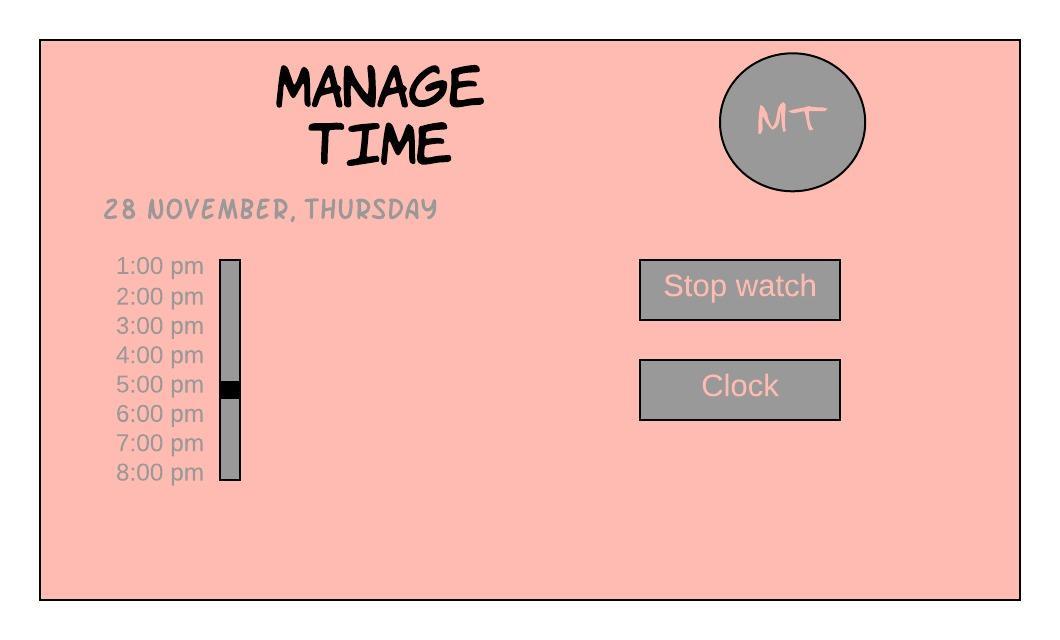 MANAGE
TIME
MT
28 NOVEMBER, THURSDAY
1:00 pm
2:00 pm
3:00 pm
4:00 pm
5:00 pm
6:00 pm
7:00 pm
8:00 pm
Stop watch
Clock